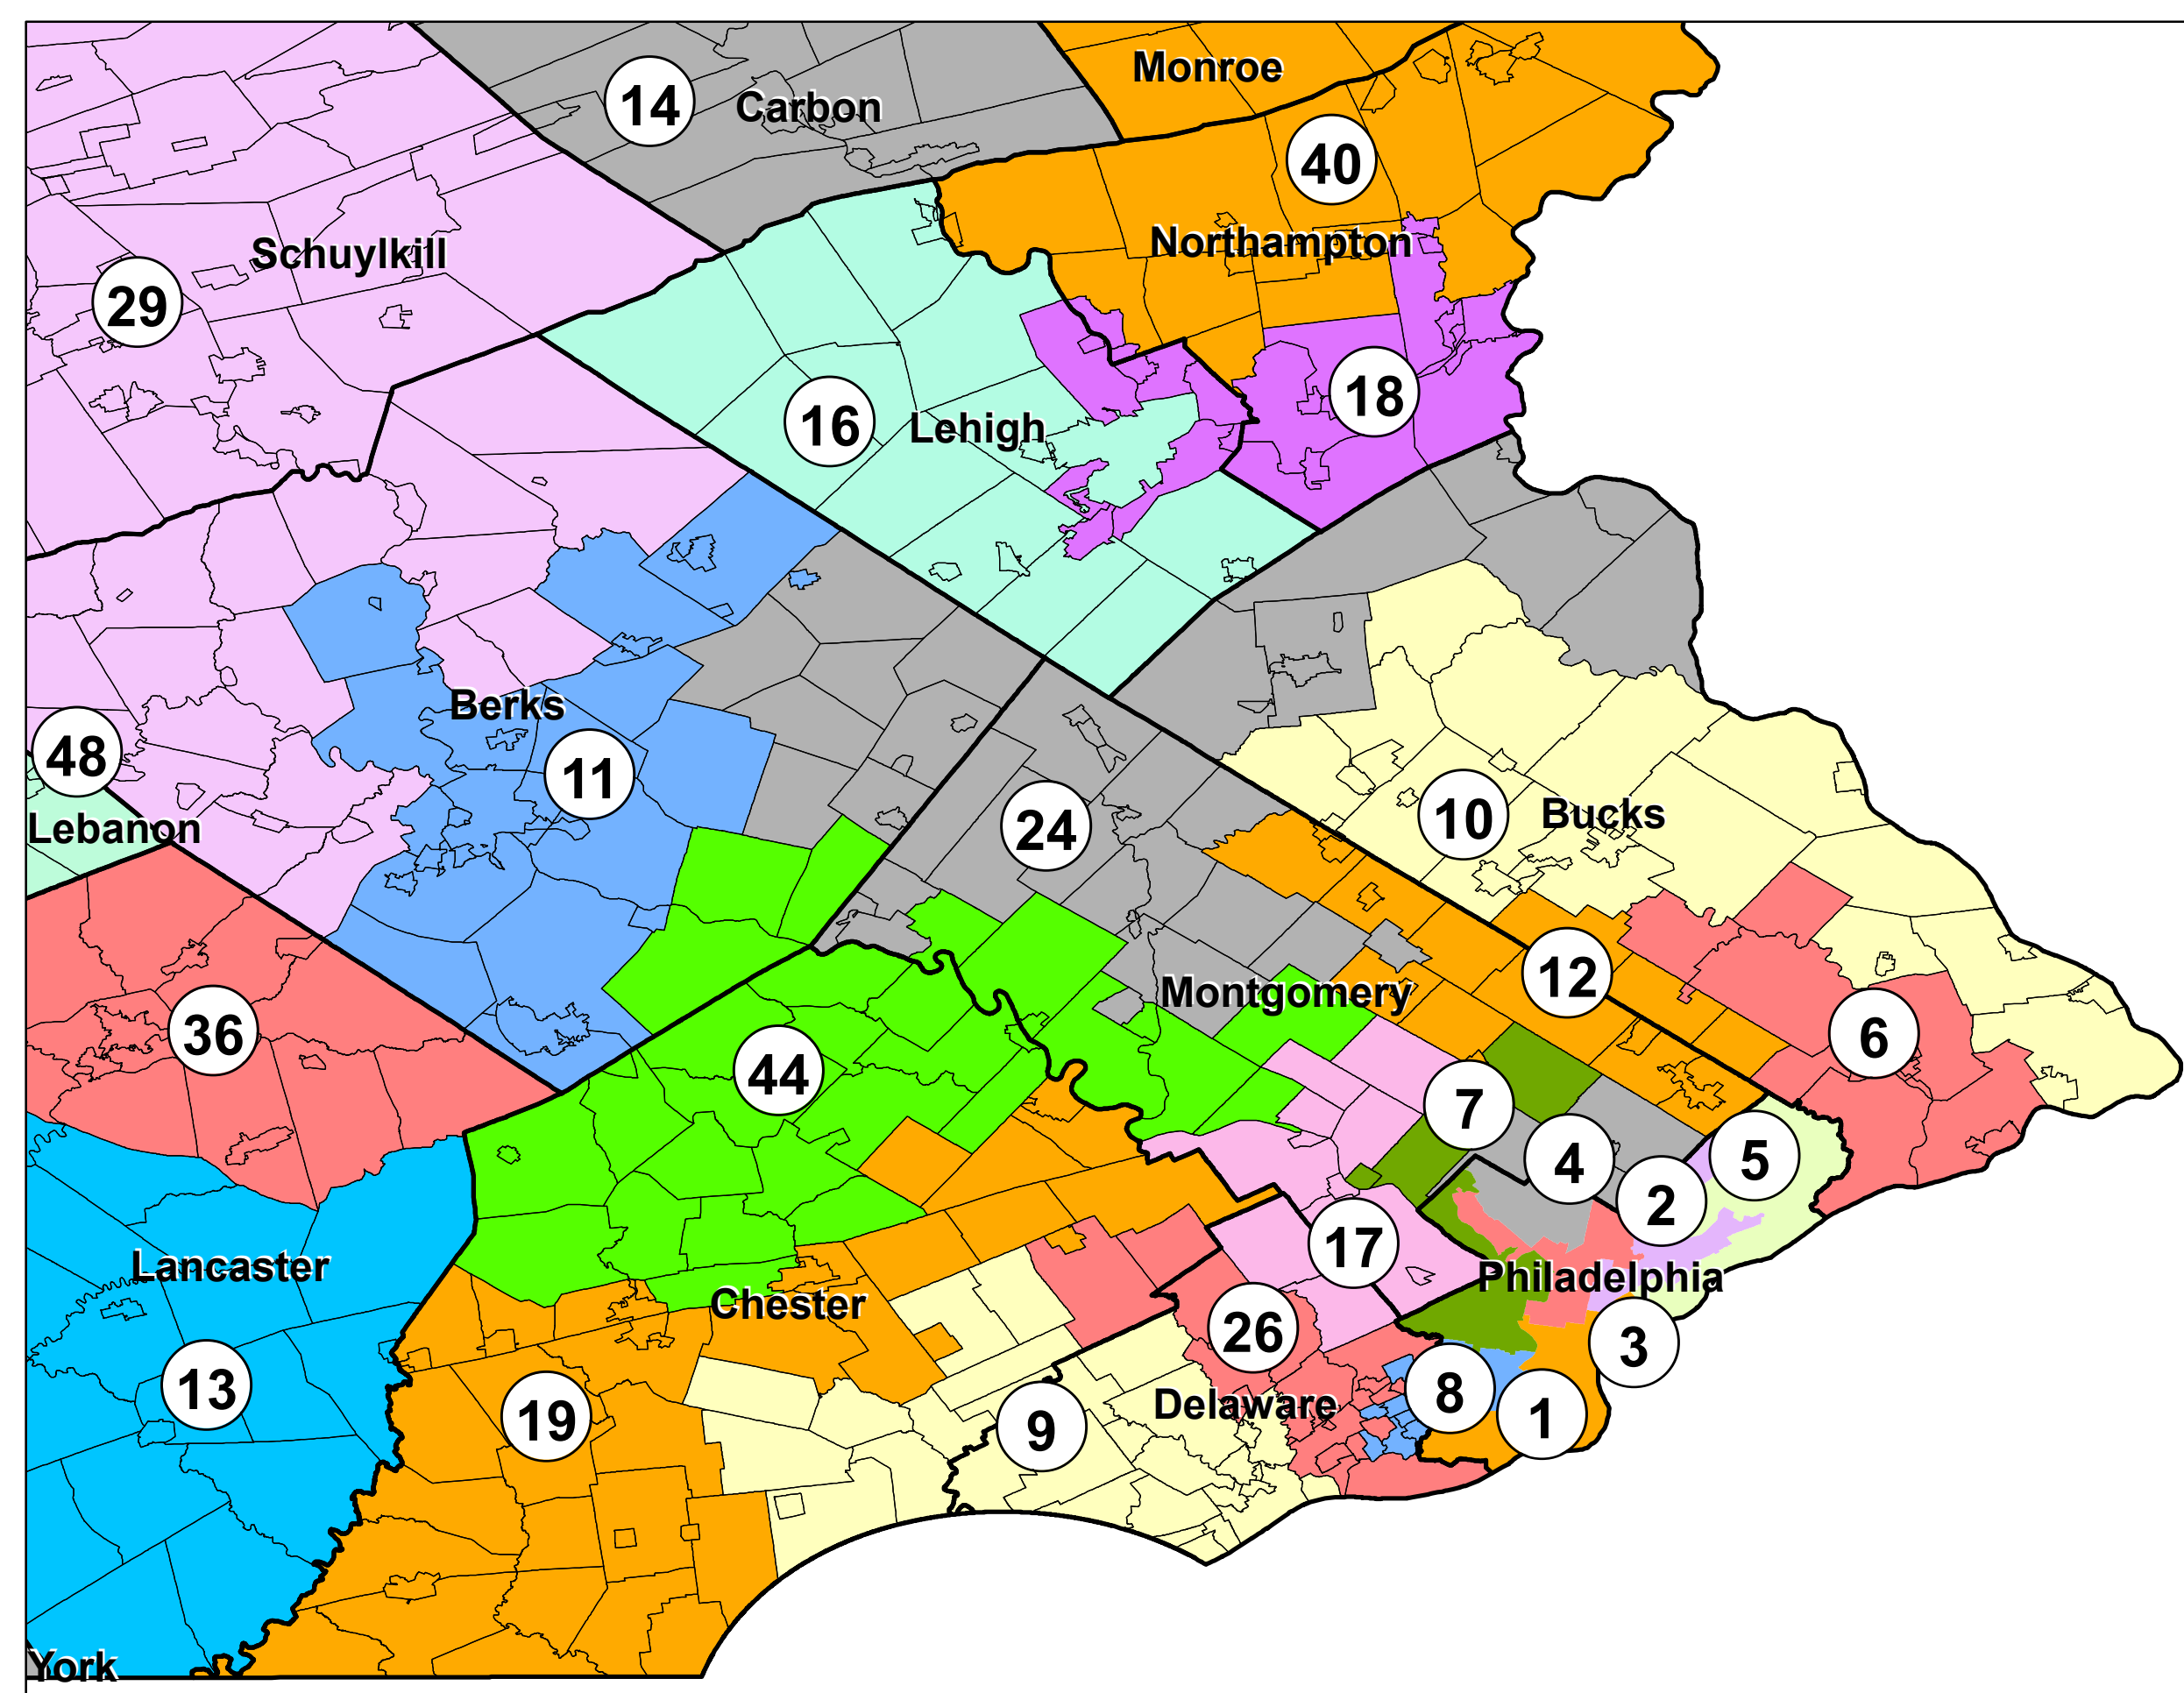 Monroe
14
Carbon
40
Northampton
Schuylkill
29
18
16
Lehigh
Berks
48
11
Lebanon
24
10
Bucks
12
Montgomery
36
6
44
7
4
5
2
17
Lancaster
Philadelphia
Chester
26
3
13
8
Delaware
19
9
1
York